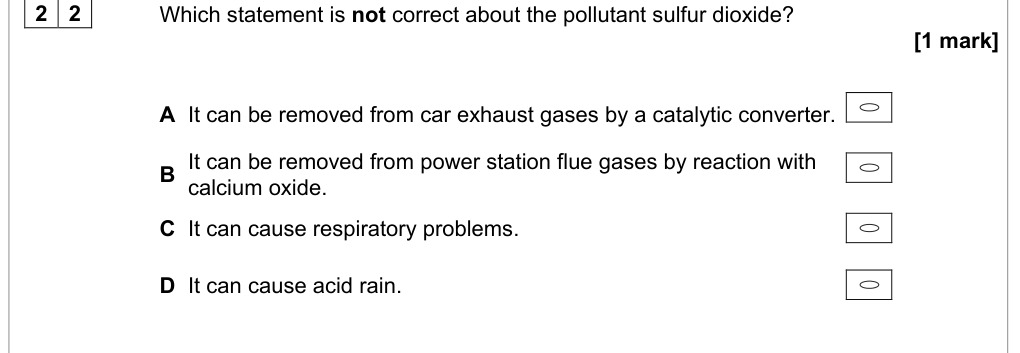 2 2 Which statement is not correct about the pollutant sulfur dioxide?
[1 mark]
A It can be removed from car exhaust gases by a catalytic converter.
B It can be removed from power station flue gases by reaction with
calcium oxide.
C It can cause respiratory problems.
D It can cause acid rain.